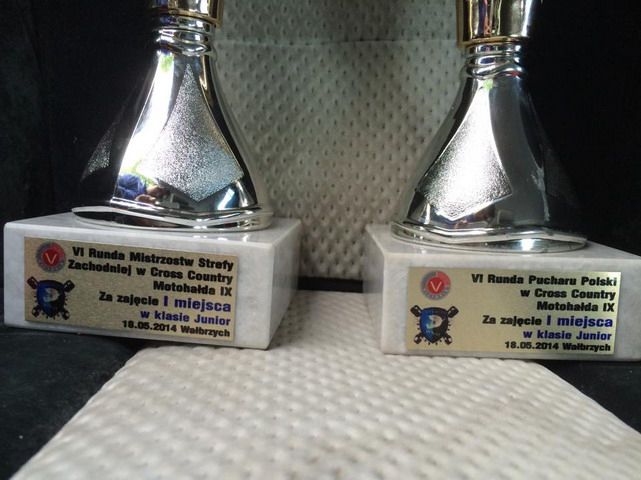 VI Runda Mistrzostw Strefy
Zachodniej w Cross Country
Motohałda IX
Za zajęcie I miejsca
w klasie Junior
18.05.2014 Wałbrzych
VI Runda Pucharu Polski
w Cross Country
Motohałda IX
Za zajęcie I miejsca
w klasie Junior
18.05.2014 Wałbrzych